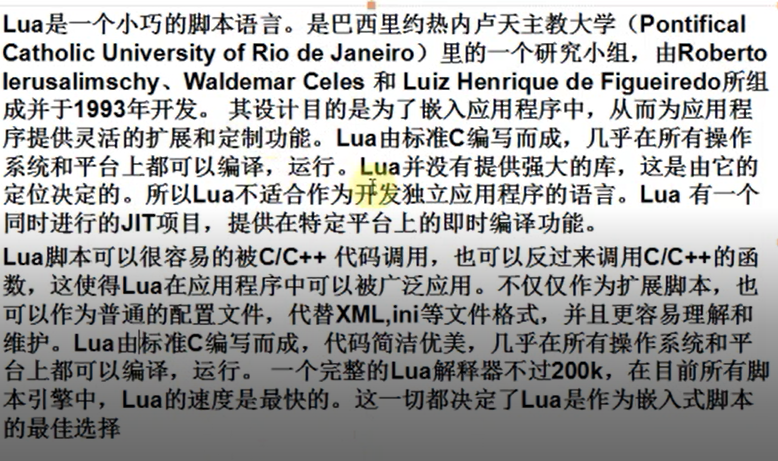 Lua是一个小巧的脚本语言。是巴西里约热内卢天主教大学（Pontifical
Catholic University of Rio de Janeiro）里的一个研究小组，由Roberto
Ierusalimschy、Waldemar Celes 和 Luiz Henrique de Figueiredo所组
成并于1993年开发。 其设计目的是为了嵌入应用程序中，从而为应用程
序提供灵活的扩展和定制功能。Lua由标准C编写而成，几乎在所有操作
系统和平台上都可以编译，运行。Lua并没有提供强大的库，这是由它的
定位决定的。所以Lua不适合作为开发独立应用程序的语言。Lua 有一个
同时进行的JIT项目，提供在特定平台上的即时编译功能。
Lua脚本可以很容易的被C/C++ 代码调用，也可以反过来调用C/C++的函
数，这使得Lua在应用程序中可以被广泛应用。不仅仅作为扩展脚本，也
可以作为普通的配置文件，代替XML,ini等文件格式，并且更容易理解和
维护。Lua由标准C编写而成，代码简洁优美，几乎在所有操作系统和平
台上都可以编译，运行。 一个完整的Lua解释器不过200k，在目前所有脚
本引擎中，Lua的速度是最快的。这一切都决定了Lua是作为嵌入式脚本
的最佳选择